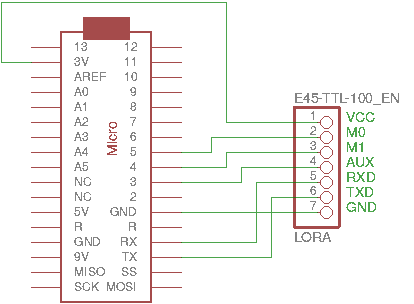 13 12
3V 11
AREF 10
A0 9
A1 8
A2 7
A3 6
A4 5
A5 4
NC 3
NC 2
5V GND
R R
GND RX
9V TX
MISO SS
SCK MOSI
Micro
E45-TTL-100_EN
1 VCC
2 M0
3 M1
4 AUX
5 RXD
6 TXD
7 GND
LORA